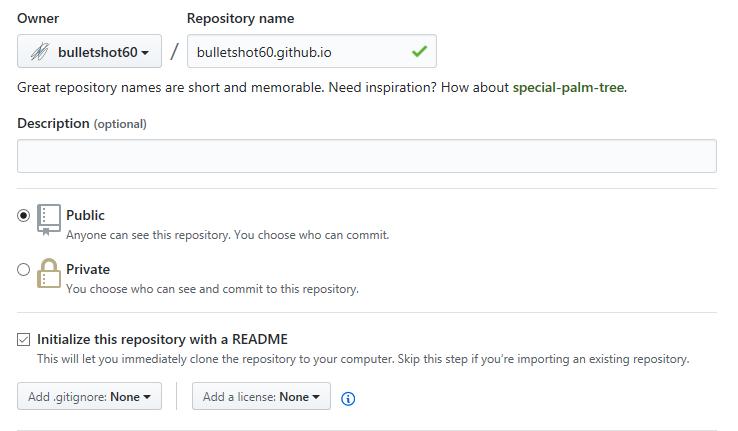 Owner Repository name
bulletshot60 / bulletshot60.github.io
Great repository names are short and memorable. Need inspiration? How about special-palm-tree.
Description (optional)
Public
Anyone can see this repository. You choose who can commit.
Private
You choose who can see and commit to this repository.
Initialize this repository with a README
This will let you immediately clone the repository to your computer. Skip this step if you're importing an existing repository.
Add .gitignore: None Add a license: None